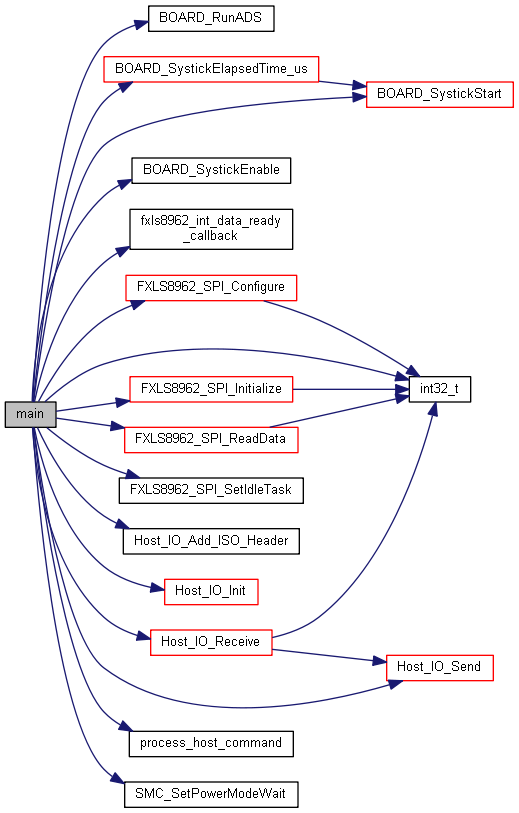 BOARD_RunADS
BOARD_SystickElapsedTime_us
BOARD_SystickStart
BOARD_SystickEnable
fxls8962_int_data_ready
_callback
FXLS8962_SPI_Configure
FXLS8962_SPI_Initialize
int32_t
main
FXLS8962_SPI_ReadData
FXLS8962_SPI_SetIdleTask
Host_IO_Add_ISO_Header
Host_IO_Init
Host_IO_Receive
Host_IO_Send
process_host_command
SMC_SetPowerModeWait